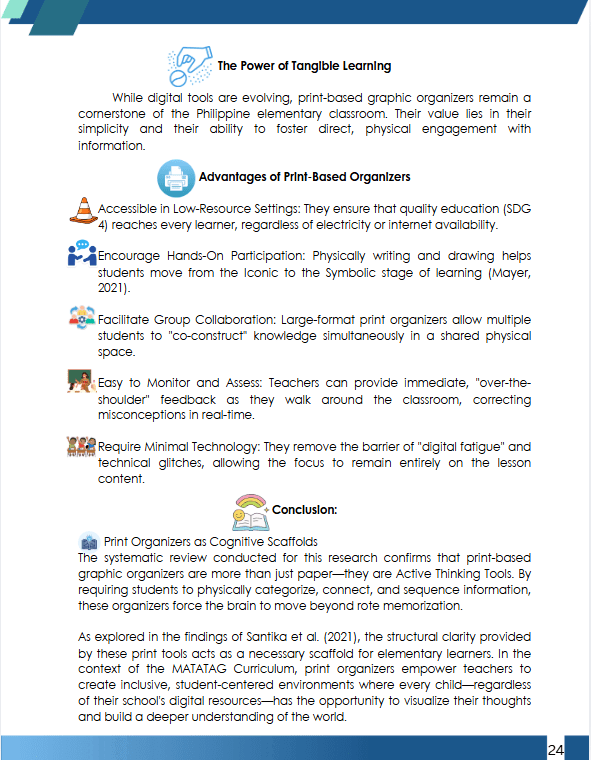 The Power of Tangible Learning
While digital tools are evolving, print-based graphic organizers remain a
cornerstone of the Philippine elementary classroom. Their value lies in their
simplicity and their ability to foster direct, physical engagement with
information.
Advantages of Print-Based Organizers
Accessible in Low-Resource Settings: They ensure that quality education (SDG
4) reaches every learner, regardless of electricity or internet availability.
Encourage Hands-On Participation: Physically writing and drawing helps
students move from the Iconic to the Symbolic stage of learning (Mayer,
2021).
Facilitate Group Collaboration: Large-format print organizers allow multiple
students to "co-construct" knowledge simultaneously in a shared physical
space.
Easy to Monitor and Assess: Teachers can provide immediate, "over-the-
shoulder" feedback as they walk around the classroom, correcting
misconceptions in real-time.
Require Minimal Technology: They remove the barrier of "digital fatigue" and
technical glitches, allowing the focus to remain entirely on the lesson
content.
Conclusion:
Print Organizers as Cognitive Scaffolds
The systematic review conducted for this research confirms that print-based
graphic organizers are more than just paper—they are Active Thinking Tools. By
requiring students to physically categorize, connect, and sequence information,
these organizers force the brain to move beyond rote memorization.
As explored in the findings of Santika et al. (2021), the structural clarity provided
by these print tools acts as a necessary scaffold for elementary learners. In the
context of the MATATAG Curriculum, print organizers empower teachers to
create inclusive, student-centered environments where every child—regardless
of their school's digital resources—has the opportunity to visualize their thoughts
and build a deeper understanding of the world.
24